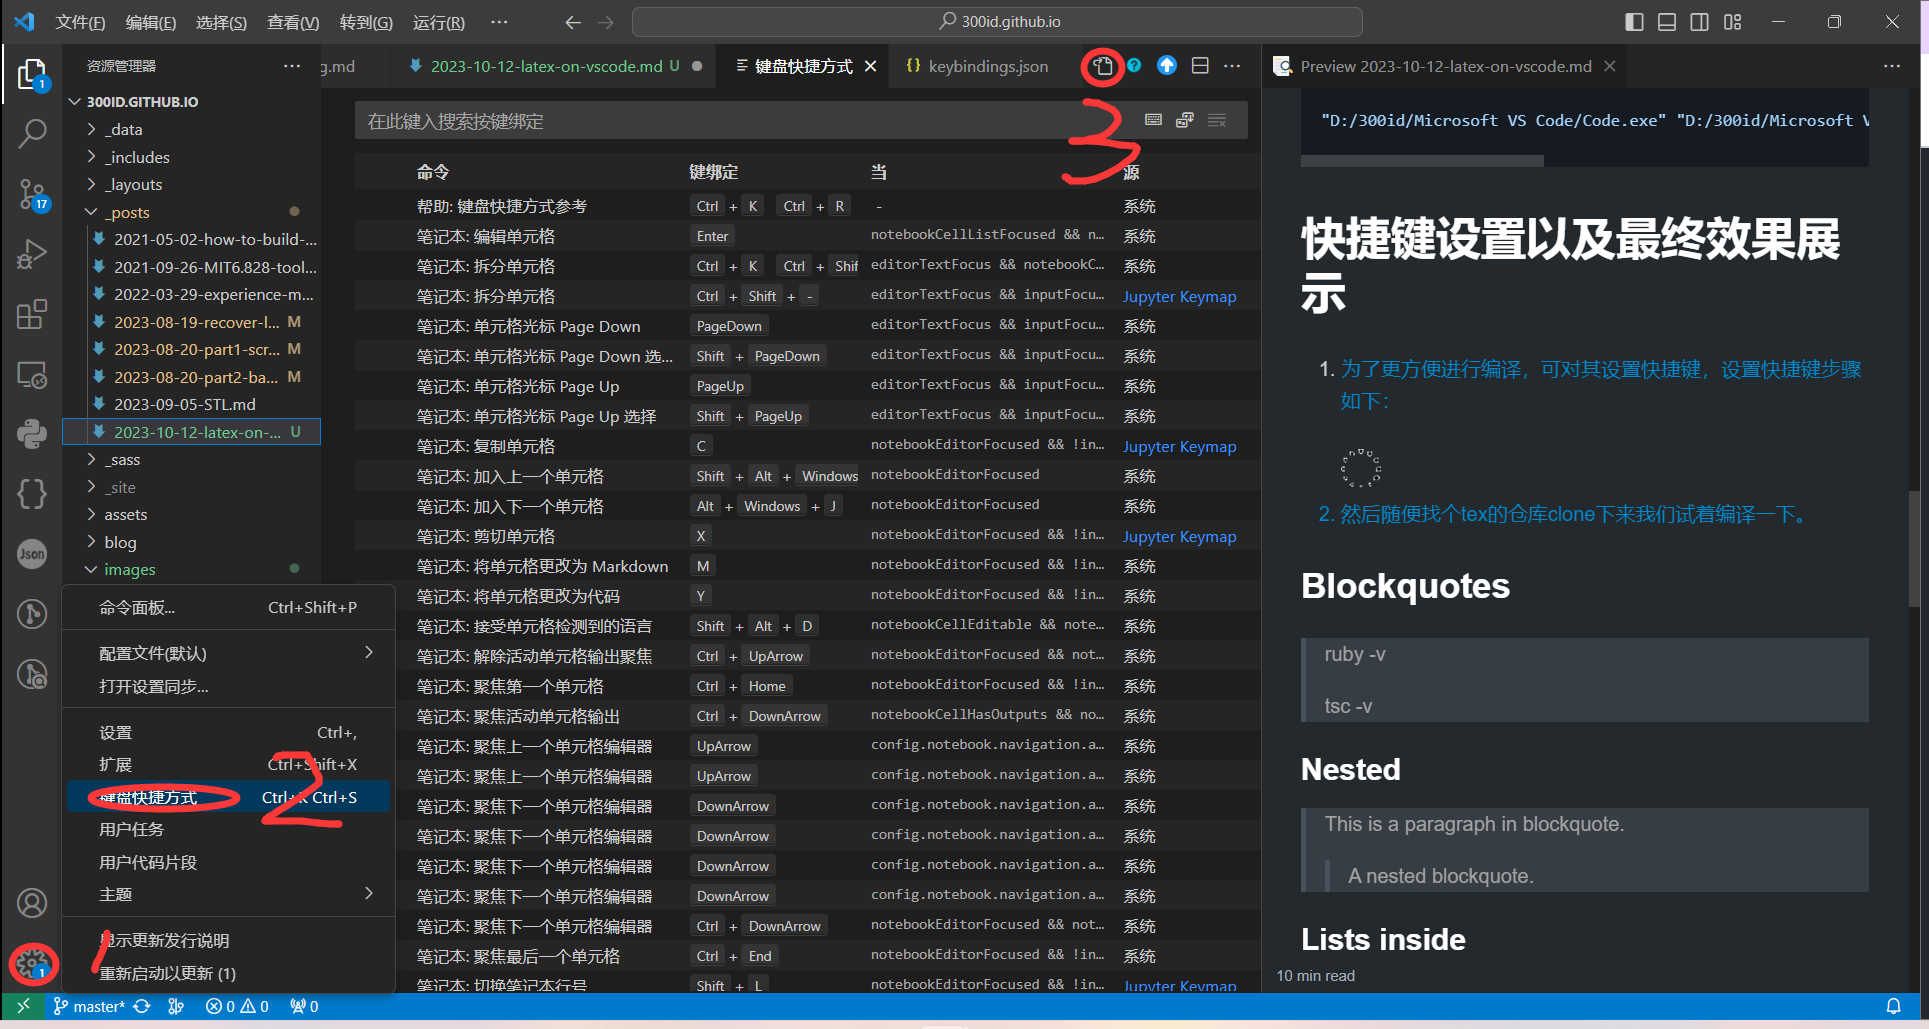 文件(F) 编辑(E) 选择(S) 查看(V) 转到(G) 运行(R) ···
300id.github.io
资源管理器 ···
1
17
300ID.GITHUB.IO
_data
_includes
_layouts
_posts
2021-05-02-how-to-build-...
2021-09-26-MIT6.828-tool...
2022-03-29-experience-m...
2023-08-19-recover-l... M
2023-08-20-part1-scr... M
2023-08-20-part2-ba... M
2023-09-05-STL.md
2023-10-12-latex-on-... U
_sass
_site
assets
blog
images
Json
命令面板... Ctrl+Shift+P
配置文件(默认)
打开设置同步...
设置 Ctrl+,
扩展 Ctrl+Shift+X
键盘快捷方式 Ctrl+K Ctrl+S
2
用户任务
用户代码片段
主题
显示更新发行说明
重新启动以更新 (1)
1
1
g.md 2023-10-12-latex-on-vscode.md U 键盘快捷方式 keybindings.json ···
3
在此键入搜索按键绑定
命令 键绑定 当 源
帮助: 键盘快捷方式参考 Ctrl + K Ctrl + R - 系统
笔记本: 编辑单元格 Enter notebookCellListFocused && n... 系统
笔记本: 拆分单元格 Ctrl + K Ctrl + Shif editorTextFocus && notebookC... 系统
笔记本: 拆分单元格 Ctrl + Shift + - editorTextFocus && inputFocu... Jupyter Keymap
笔记本: 单元格光标 Page Down PageDown editorTextFocus && inputFocu... 系统
笔记本: 单元格光标 Page Down 选... Shift + PageDown editorTextFocus && inputFocu... 系统
笔记本: 单元格光标 Page Up PageUp editorTextFocus && inputFocu... 系统
笔记本: 单元格光标 Page Up 选择 Shift + PageUp editorTextFocus && inputFocu... 系统
笔记本: 复制单元格 C notebookEditorFocused && !in... Jupyter Keymap
笔记本: 加入上一个单元格 Shift + Alt + Windows notebookEditorFocused 系统
笔记本: 加入下一个单元格 Alt + Windows + J notebookEditorFocused 系统
笔记本: 剪切单元格 X notebookEditorFocused && !in... Jupyter Keymap
笔记本: 将单元格更改为 Markdown M notebookEditorFocused && !in... 系统
笔记本: 将单元格更改为代码 Y notebookEditorFocused && !in... 系统
笔记本: 接受单元格检测到的语言 Shift + Alt + D notebookCellEditable && note... 系统
笔记本: 解除活动单元格输出聚焦 Ctrl + UpArrow notebookEditorFocused && not... 系统
笔记本: 聚焦第一个单元格 Ctrl + Home notebookEditorFocused && !in... 系统
笔记本: 聚焦活动单元格输出 Ctrl + DownArrow notebookCellHasOutputs && no... 系统
笔记本: 聚焦上一个单元格编辑器 UpArrow config.notebook.navigation.a... 系统
笔记本: 聚焦上一个单元格编辑器 UpArrow config.notebook.navigation.a... 系统
笔记本: 聚焦下一个单元格编辑器 DownArrow config.notebook.navigation.a... 系统
笔记本: 聚焦下一个单元格编辑器 DownArrow config.notebook.navigation.a... 系统
笔记本: 聚焦下一个单元格编辑器 DownArrow config.notebook.navigation.a... 系统
笔记本: 聚焦下一个单元格编辑器 DownArrow config.notebook.navigation.a... 系统
笔记本: 聚焦下一个单元格编辑器 Ctrl + DownArrow notebookEditorFocused && not... 系统
笔记本: 聚焦最后一个单元格 Ctrl + End notebookEditorFocused && !in... 系统
笔记本: 切换笔记本行号 Shift + L notebookEditorFocused && !in... Jupyter Keymap
Preview 2023-10-12-latex-on-vscode.md ···
"D:/300id/Microsoft VS Code/Code.exe" "D:/300id/Microsoft V
快捷键设置以及最终效果展
示
1. 为了更方便进行编译，可对其设置快捷键，设置快捷键步骤
如下：
2. 然后随便找个tex的仓库clone下来我们试着编译一下。
Blockquotes
ruby -v
tsc -v
Nested
This is a paragraph in blockquote.
A nested blockquote.
Lists inside
10 min read
master* 0 0 0